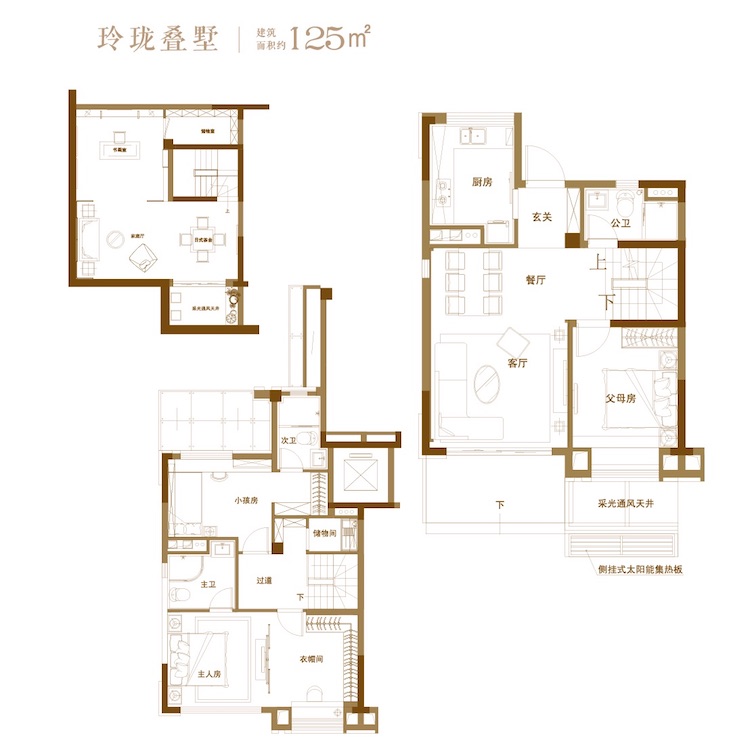 玲珑叠墅
建筑
面积约
125㎡
储物室
书画室
家庭厅
日式茶室
采光通风天井
厨房
玄关
公卫
餐厅
上
下
客厅
父母房
下
采光通风天井
侧挂式太阳能集热板
次卫
小孩房
储物间
主卫
过道
下
主人房
衣帽间